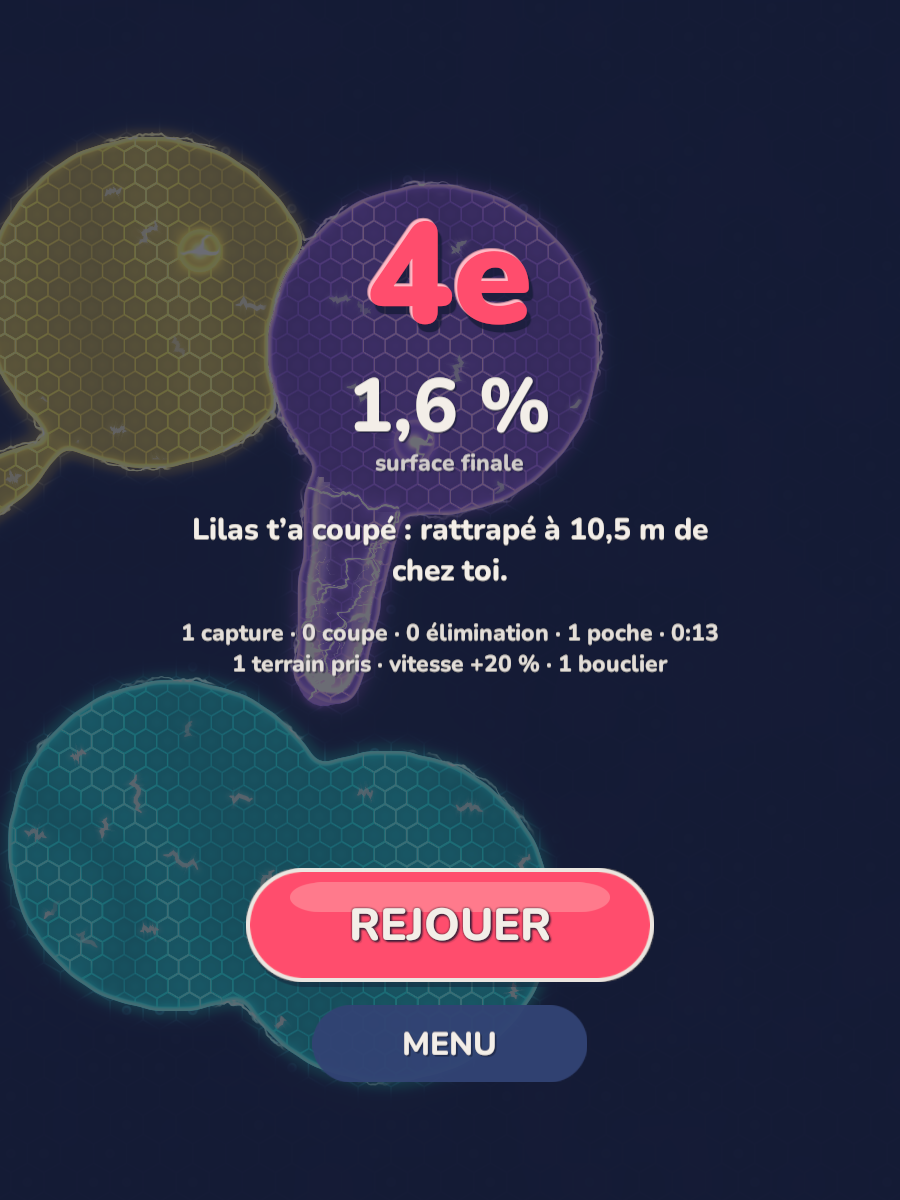 4e
1,6 %
surface finale
Lilas t’a coupé : rattrapé à 10,5 m de
chez toi.
1 capture · 0 coupe · 0 élimination · 1 poche · 0:13
1 terrain pris · vitesse +20 % · 1 bouclier
REJOUER
MENU